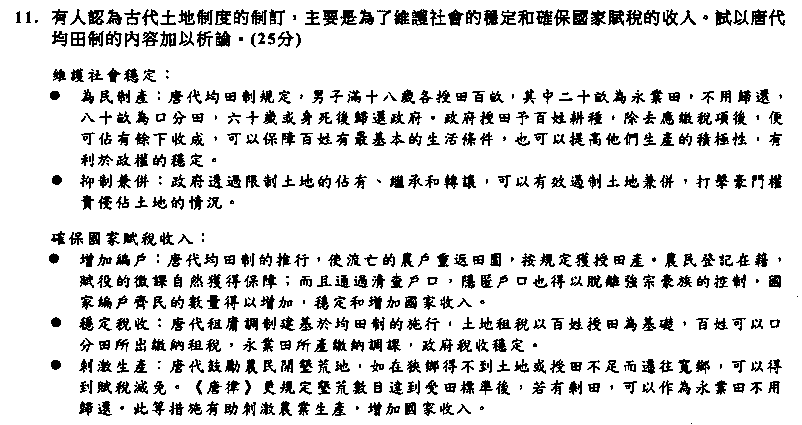 11. 有人認為古代土地制度的制訂，主要是為了維護社會的穩定和確保國家賦稅的收入。試以唐代
均田制的內容加以析論。(25分)
維護社會穩定：
● 為民制產：唐代均田制規定，男子滿十八歲各授田百畝，其中二十畝為永業田，不用歸還，
八十畝為口分田，六十歲或身死後歸還政府。政府授田予百姓耕種，除去應繳稅項後，便
可佔有餘下收成，可以保障百姓有最基本的生活條件，也可以提高他們生產的積極性，有
利於政權的穩定。
● 抑制兼併：政府透過限制土地的佔有、繼承和轉讓，可以有效遏制土地兼併，打擊豪門權
貴侵佔土地的情況。
確保國家賦稅收入：
● 增加編戶：唐代均田制的推行，使流亡的農戶重返田園，按規定獲授田產。農民登記在籍，
賦役的徵課自然獲得保障；而且通過清查戶口，隱匿戶口也得以脫離強宗豪族的控制，國
家編戶齊民的數量得以增加，穩定和增加國家收入。
● 穩定稅收：唐代租庸調制建基於均田制的施行，土地租稅以百姓授田為基礎，百姓可以口
分田所出繳納租稅，永業田所產繳納調課，政府稅收穩定。
● 刺激生產：唐代鼓勵農民開墾荒地，如在狹鄉得不到土地或授田不足而遷往寬鄉，可以得
到賦稅減免。《唐律》更規定墾荒數目達到受田標準後，若有剩田，可以作為永業田不用
歸還。此等措施有助刺激農業生產，增加國家收入。